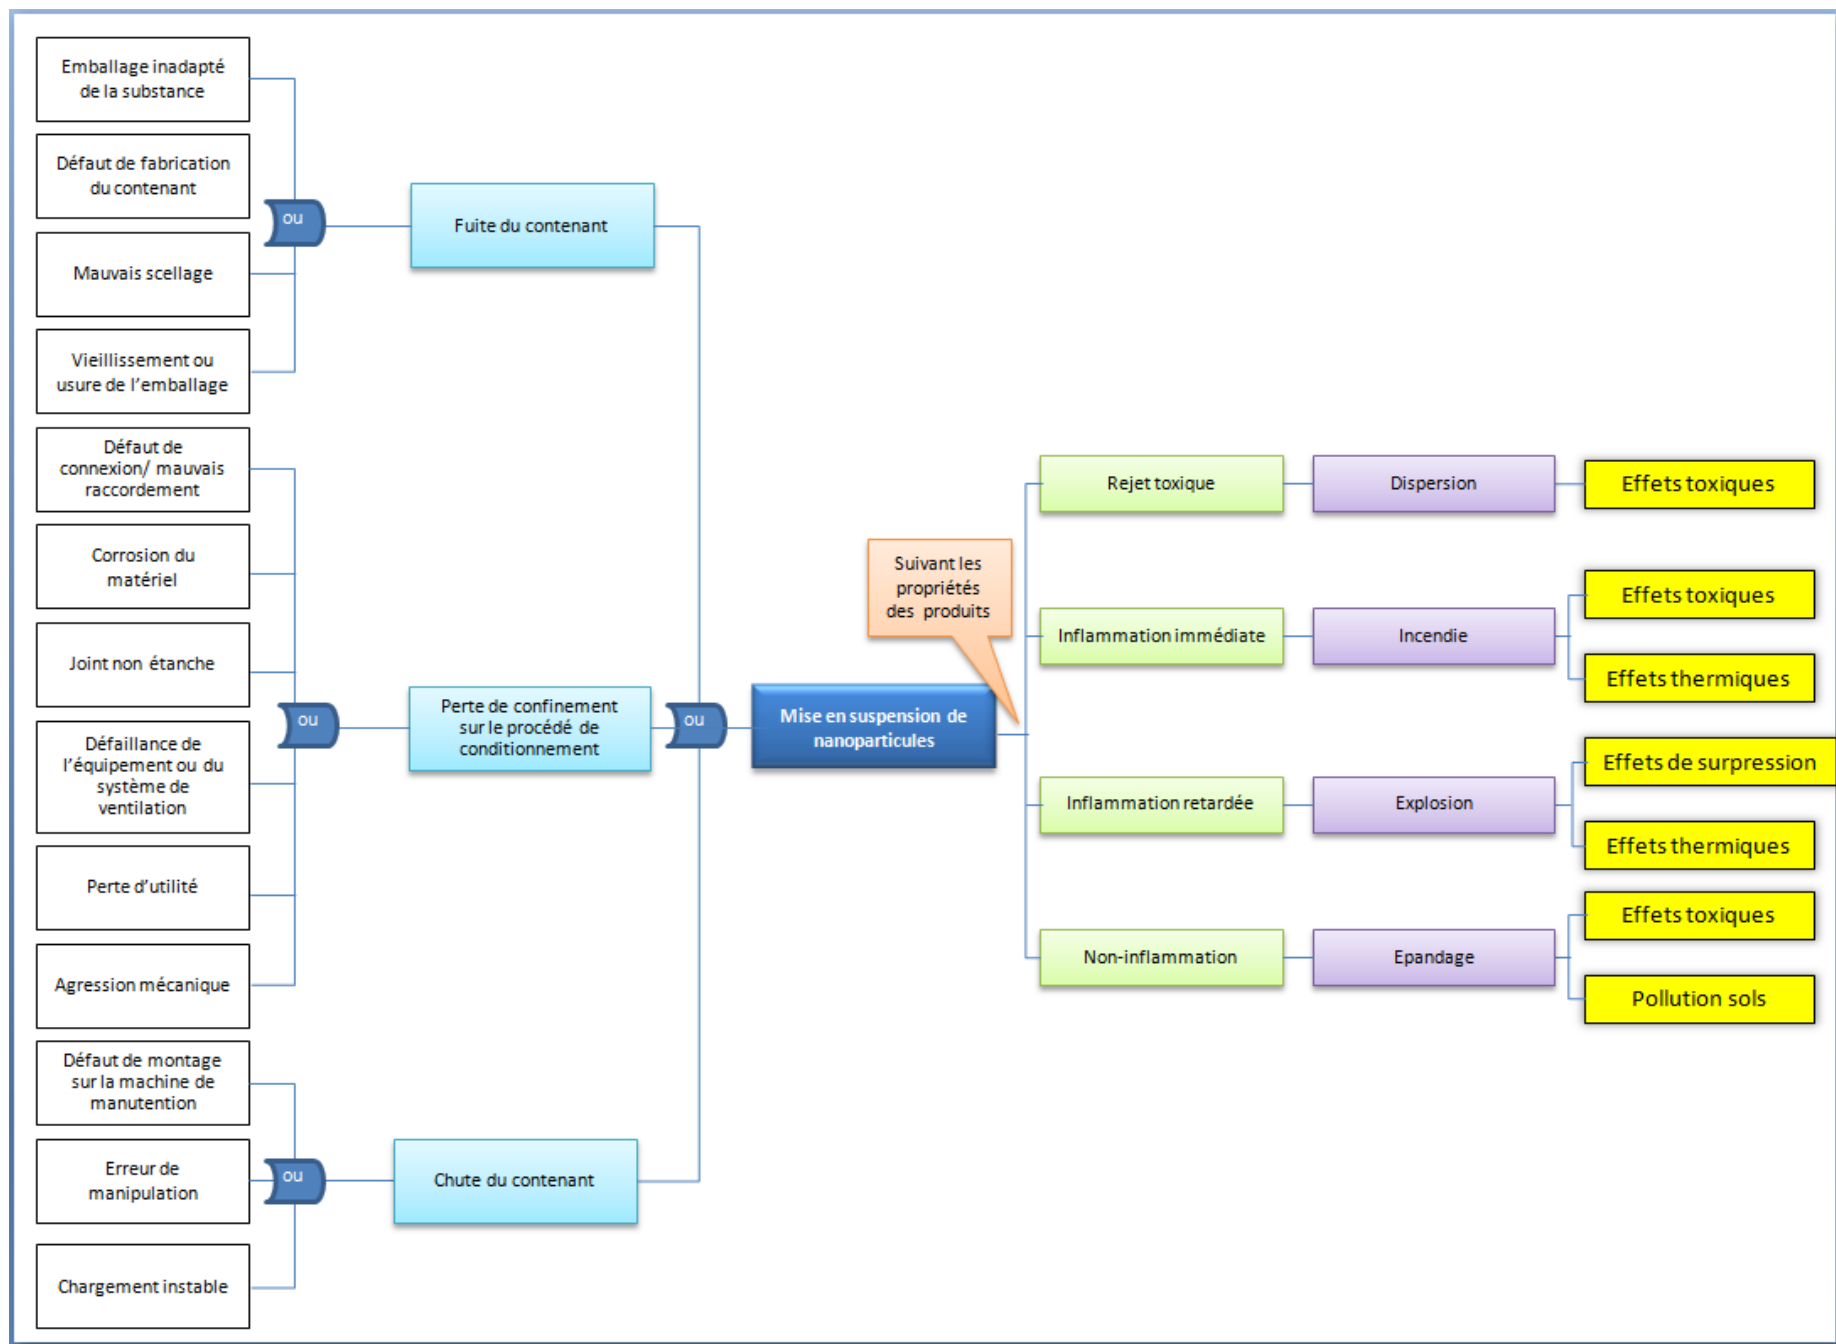 Emballage inadapté
de la substance
Défaut de fabrication
du contenant
Mauvais scellage
Vieillissement ou
usure de l'emballage
ou
Fuite du contenant
Défaut de
connexion/ mauvais
raccordement
Corrosion du
matériel
Joint non étanche
Défaillance de
l'équipement ou du
système de
ventilation
Perte d'utilité
Agression mécanique
ou
Perte de confinement
sur le procédé de
conditionnement
Défaut de montage
sur la machine de
manutention
Erreur de
manipulation
Chargement instable
ou
Chute du contenant
ou
Mise en suspension de
nanoparticules
Suivant les
propriétés
des produits
Rejet toxique
Dispersion
Effets toxiques
Inflammation immédiate
Incendie
Effets toxiques
Effets thermiques
Inflammation retardée
Explosion
Effets de surpression
Effets thermiques
Non-inflammation
Epandage
Effets toxiques
Pollution sols